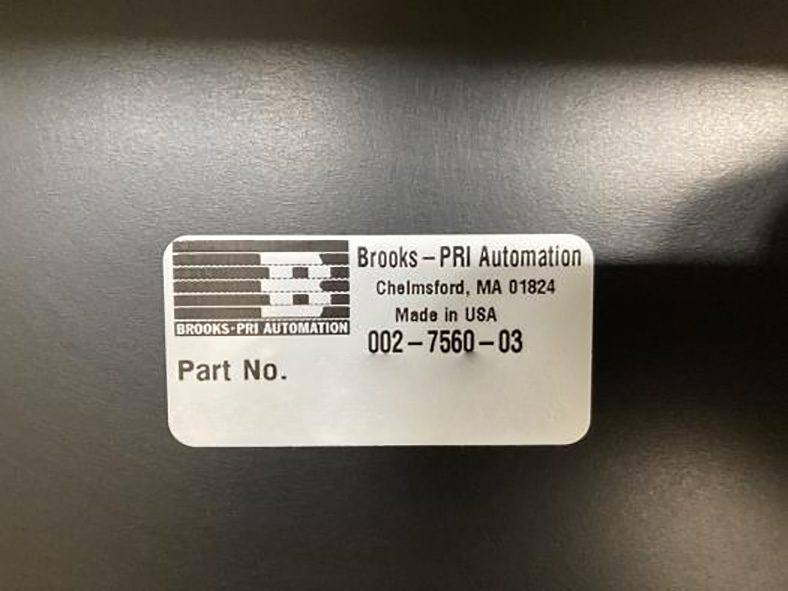 B
BROOKS-PRI AUTOMATION
Brooks–PRI Automation
Chelmsford, MA 01824
Made in USA
002–7560–03
Part No.